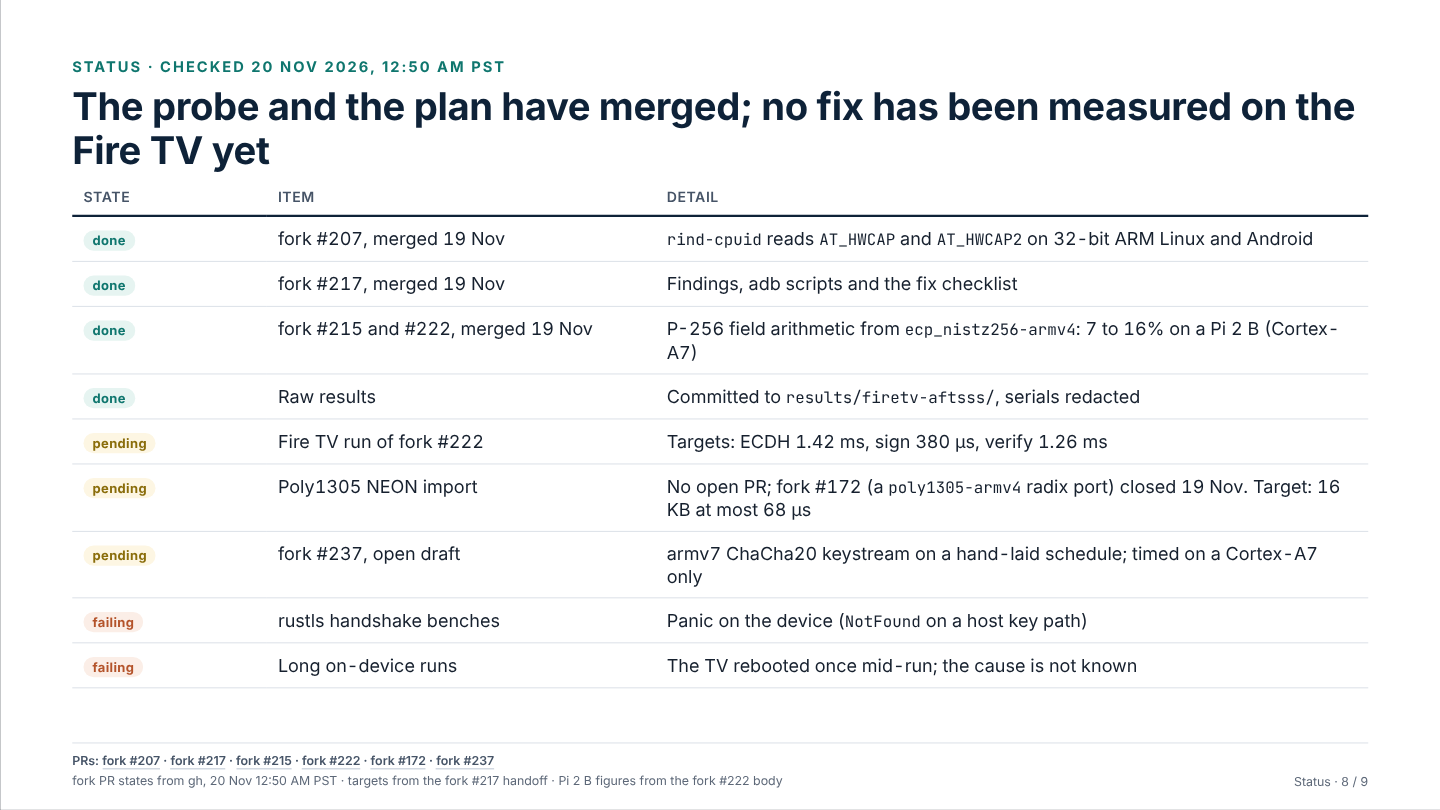 STATUS · CHECKED 20 NOV 2026, 12:50 AM PST
The probe and the plan have merged; no fix has been measured on the
Fire TV yet
STATE ITEM DETAIL
done fork #207, merged 19 Nov rind-cpuid reads AT_HWCAP and AT_HWCAP2 on 32-bit ARM Linux and Android
done fork #217, merged 19 Nov Findings, adb scripts and the fix checklist
done fork #215 and #222, merged 19 Nov P-256 field arithmetic from ecp_nistz256-armv4: 7 to 16% on a Pi 2 B (Cortex-
A7)
done Raw results Committed to results/firetv-aftsss/, serials redacted
pending Fire TV run of fork #222 Targets: ECDH 1.42 ms, sign 380 µs, verify 1.26 ms
pending Poly1305 NEON import No open PR; fork #172 (a poly1305-armv4 radix port) closed 19 Nov. Target: 16
KB at most 68 µs
pending fork #237, open draft armv7 ChaCha20 keystream on a hand-laid schedule; timed on a Cortex-A7
only
failing rustls handshake benches Panic on the device (NotFound on a host key path)
failing Long on-device runs The TV rebooted once mid-run; the cause is not known
PRs: fork #207 · fork #217 · fork #215 · fork #222 · fork #172 · fork #237
fork PR states from gh, 20 Nov 12:50 AM PST · targets from the fork #217 handoff · Pi 2 B figures from the fork #222 body
Status · 8 / 9